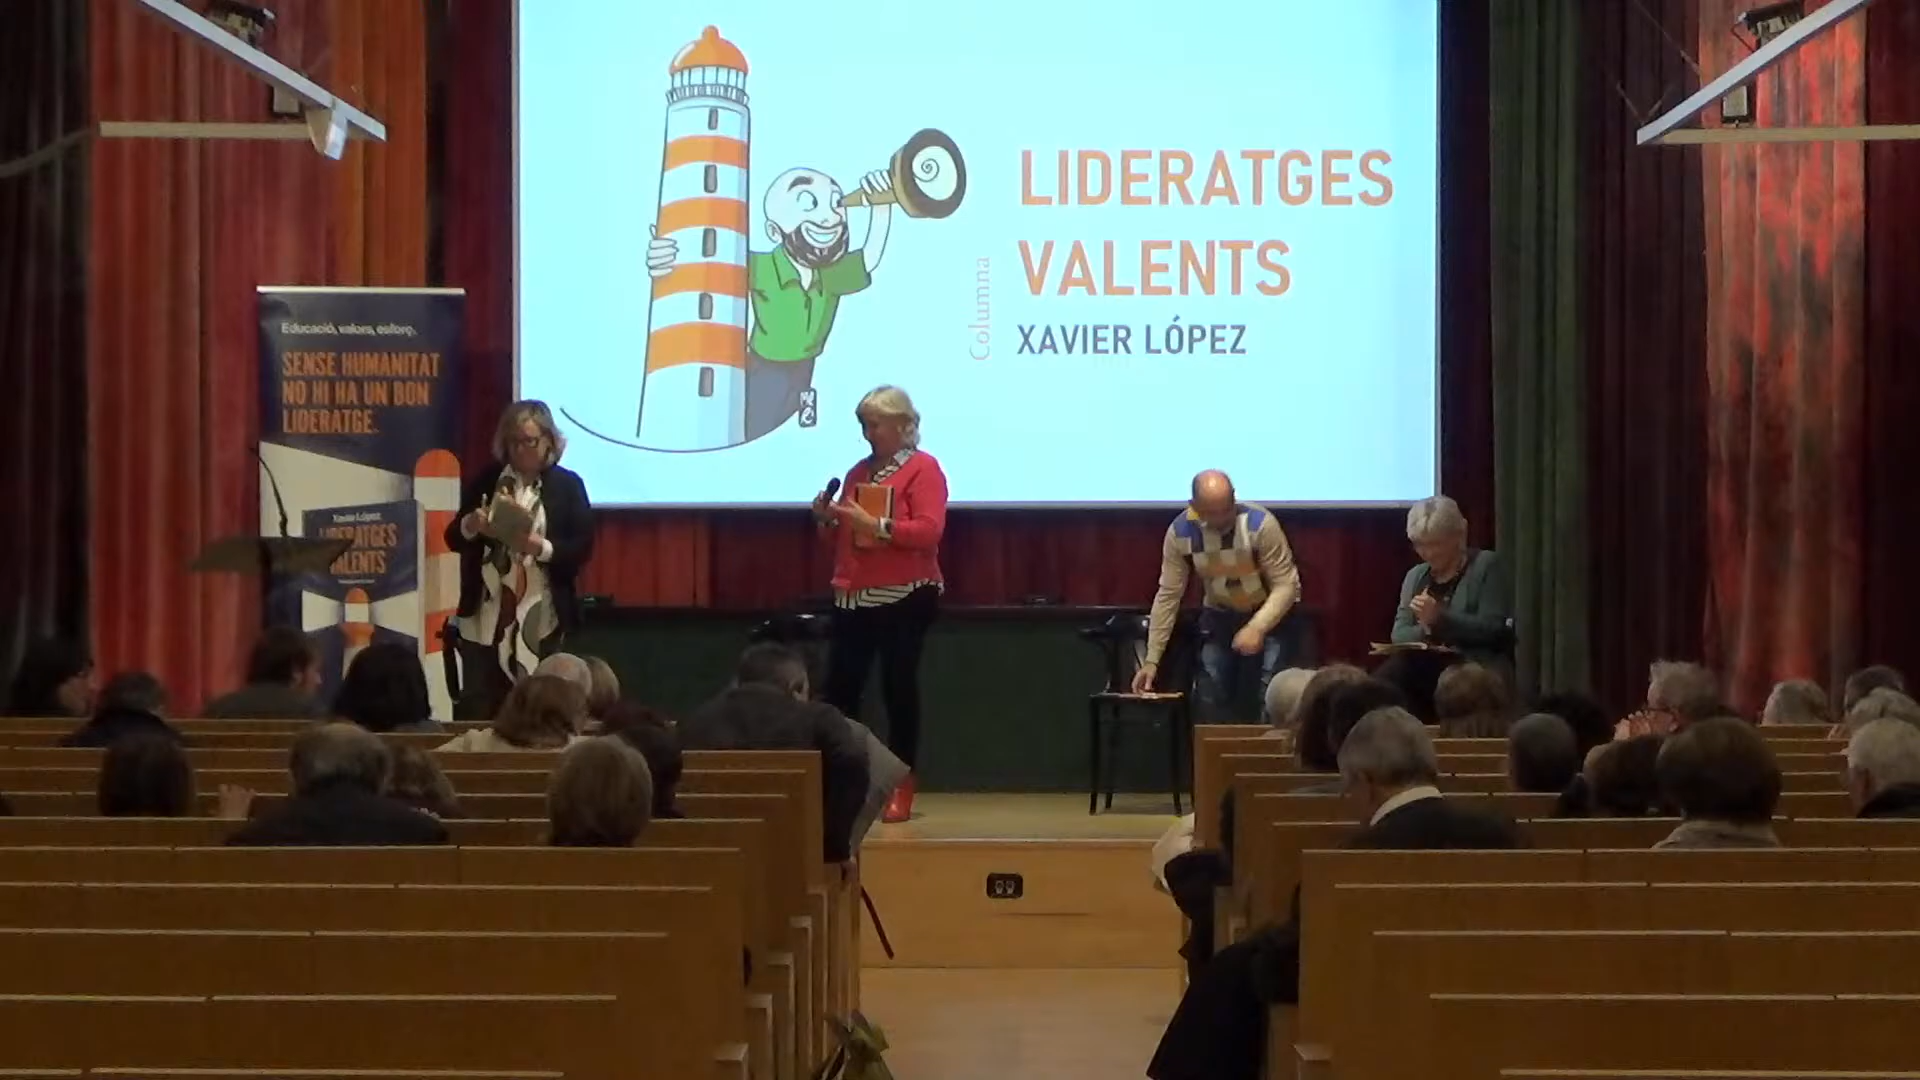 LIDERATGES
VALENTS
XAVIER LÓPEZ
Columna
Educació, valors, esforç.
SENSE HUMANITAT
NO HI HA UN BON
LIDERATGE.
Xavier López
LIDERATGES
VALENTS